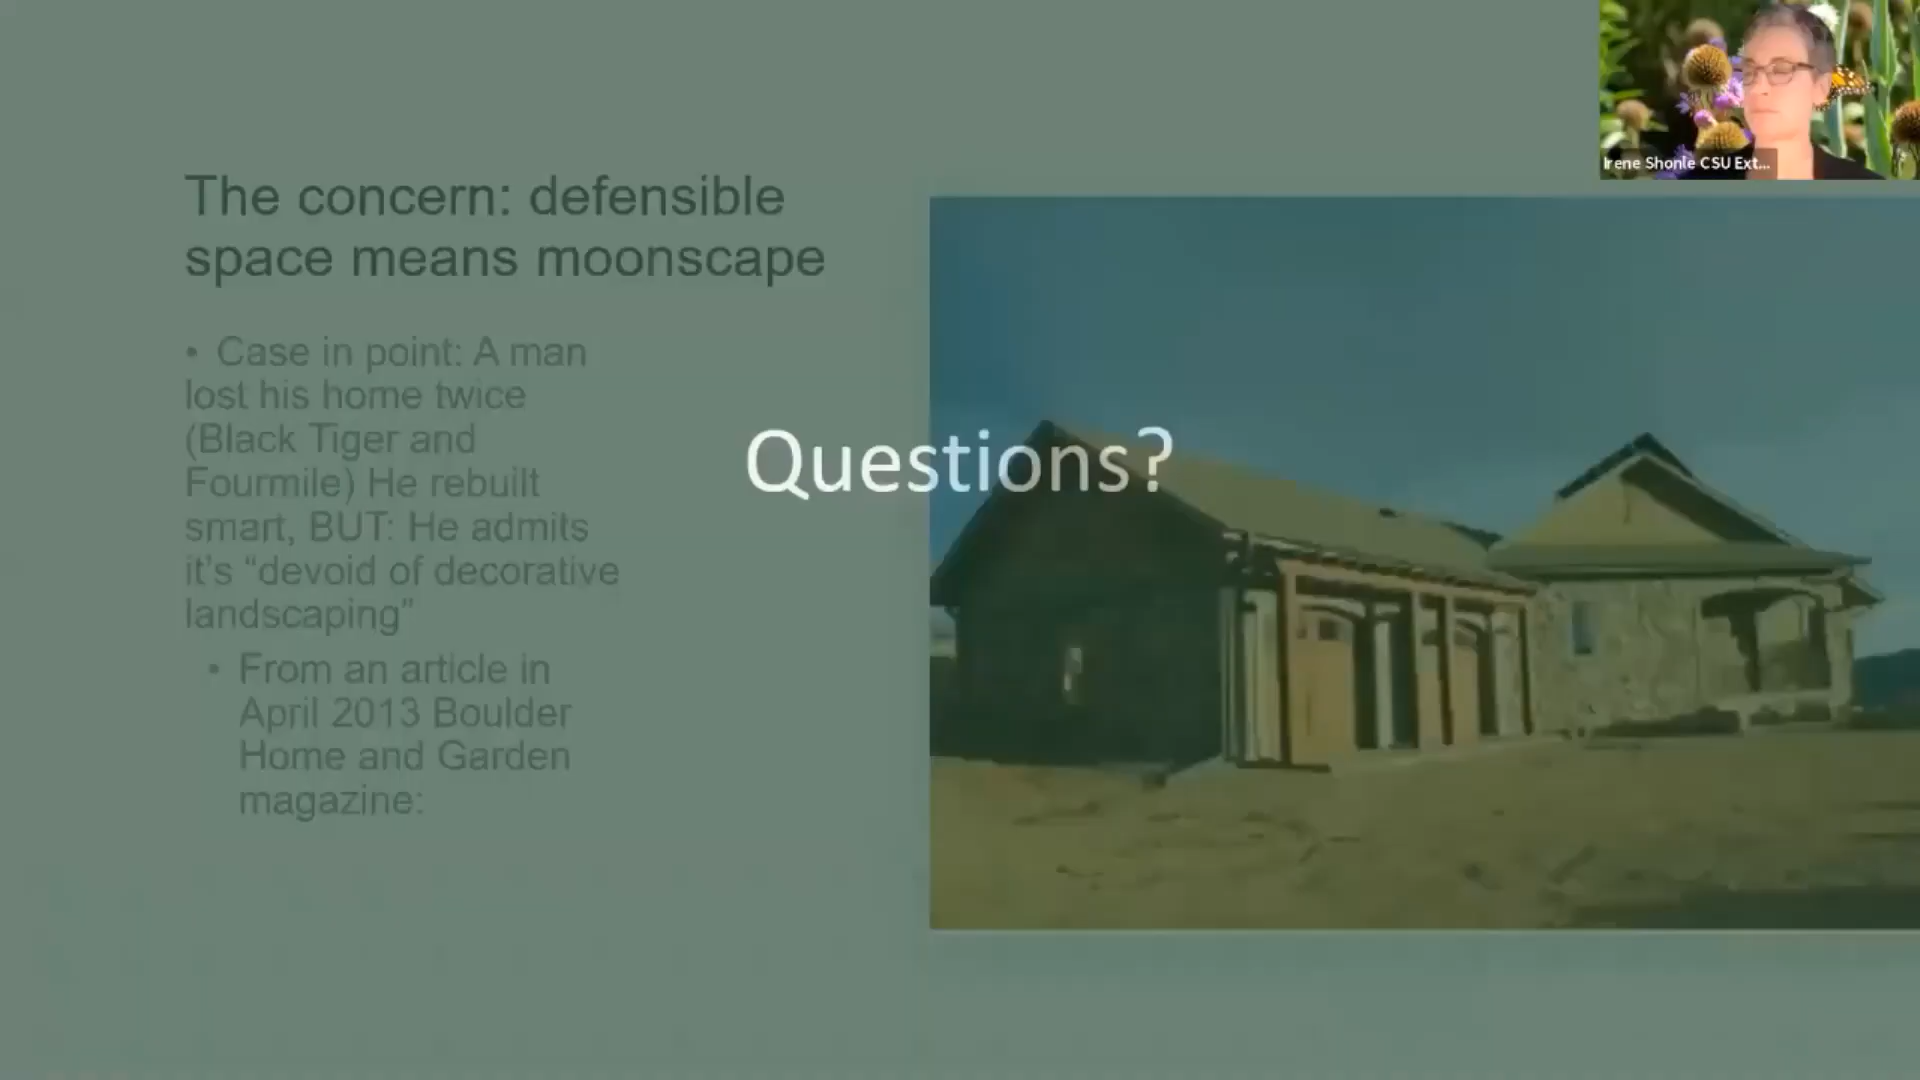 Irene Shonle CSU Ext...
The concern: defensible
space means moonscape
• Case in point: A man
lost his home twice
(Black Tiger and
Fourmile) He rebuilt
smart, BUT: He admits
it's “devoid of decorative
landscaping”
• From an article in
April 2013 Boulder
Home and Garden
magazine:
Questions?